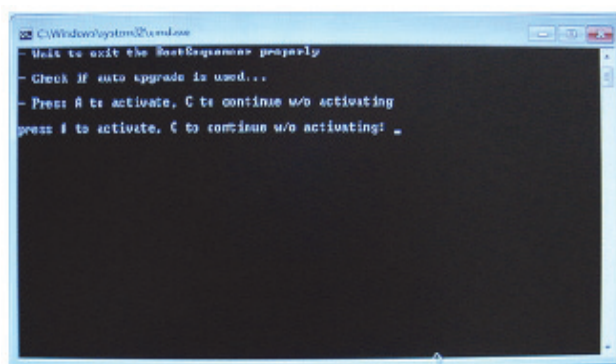 C:\Windows\system32\cmd.exe
- Wait to exit the BootSequencer properly
- Check if auto upgrade is used...
- Press A to activate, C to continue w/o activating
press A to activate, C to continue w/o activating: _